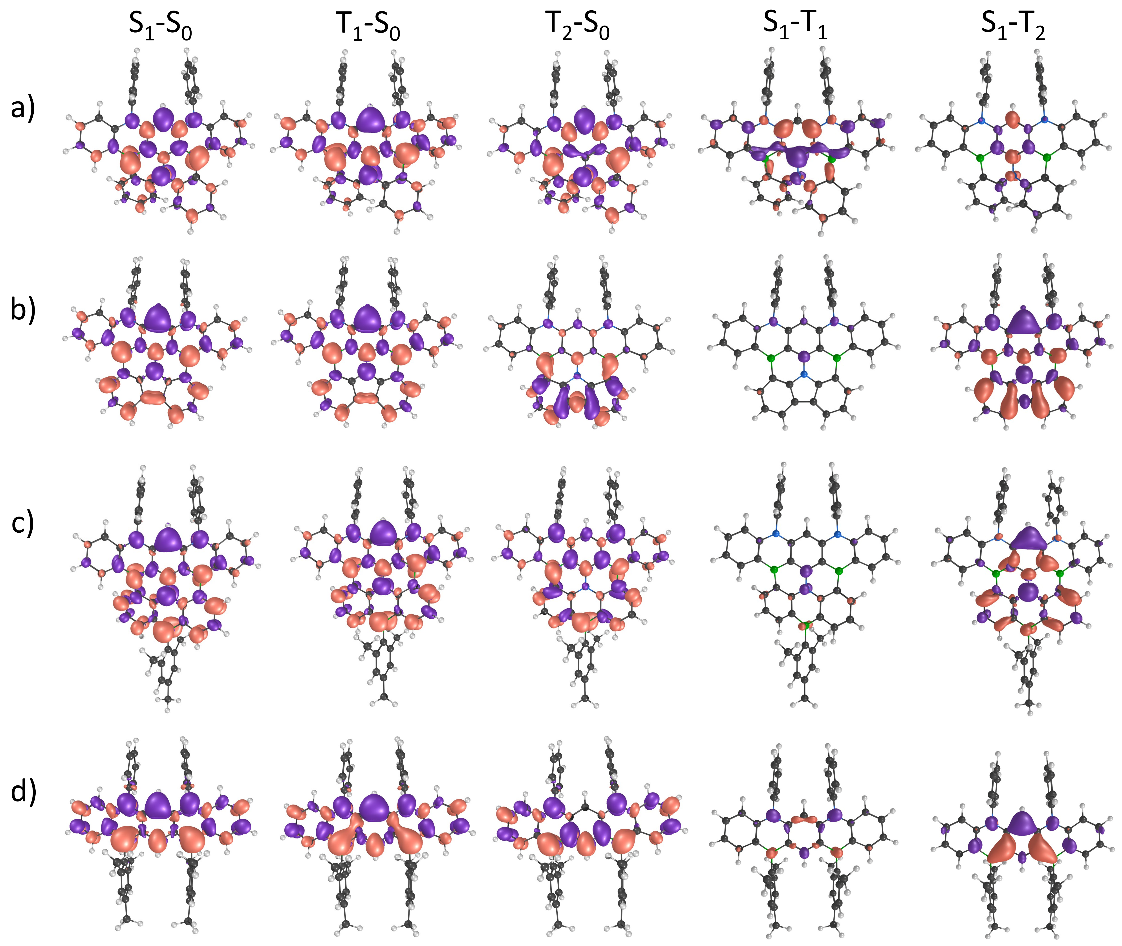 S₁-S₀ T₁-S₀ T₂-S₀ S₁-T₁ S₁-T₂
a)
b)
c)
d)